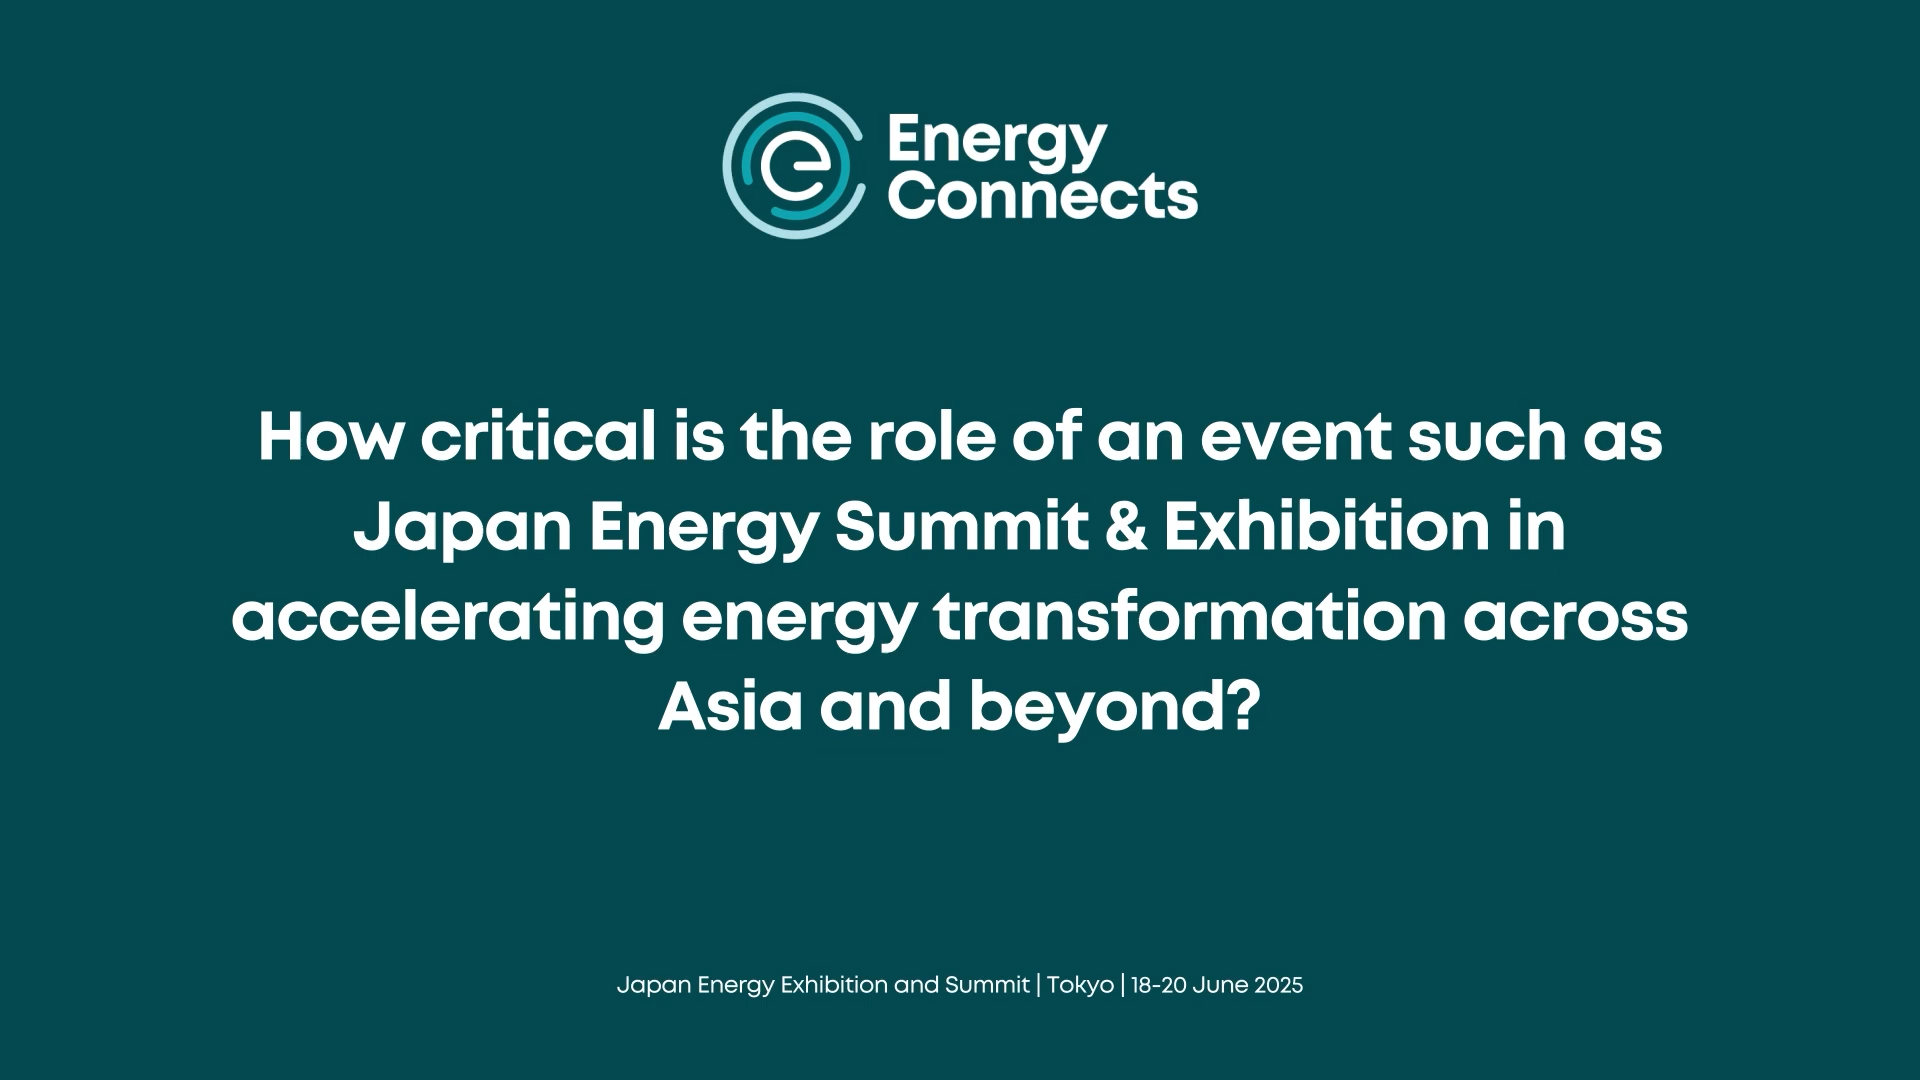 Energy
Connects
How critical is the role of an event such as
Japan Energy Summit & Exhibition in
accelerating energy transformation across
Asia and beyond?
Japan Energy Exhibition and Summit | Tokyo | 18-20 June 2025